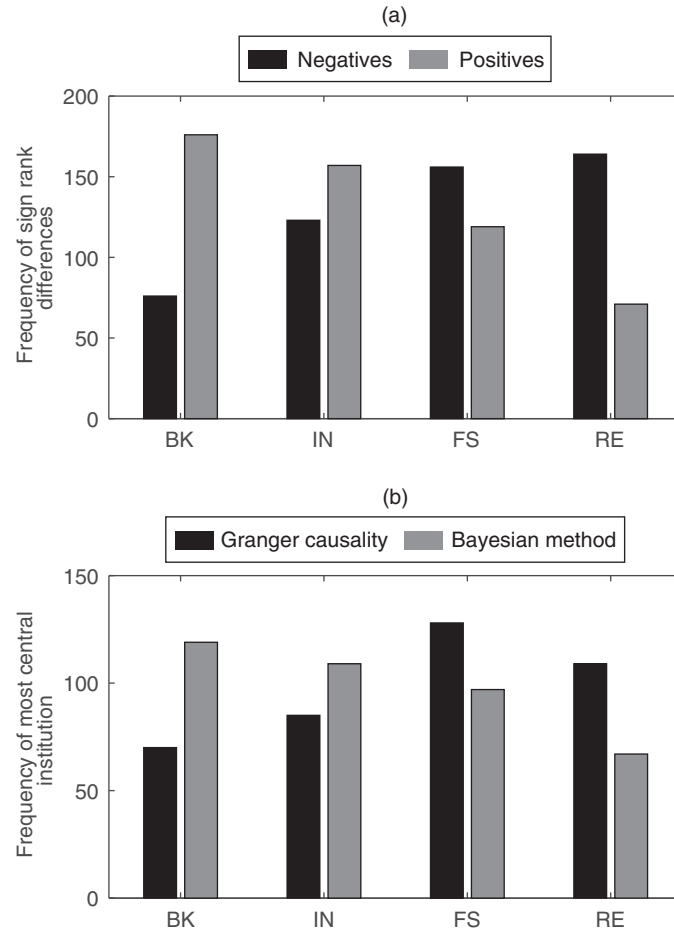 (a)
Negatives Positives
Frequency of sign rank
differences
200
150
100
50
0
BK IN FS RE
(b)
Granger causality Bayesian method
Frequency of most central
institution
150
100
50
0
BK IN FS RE